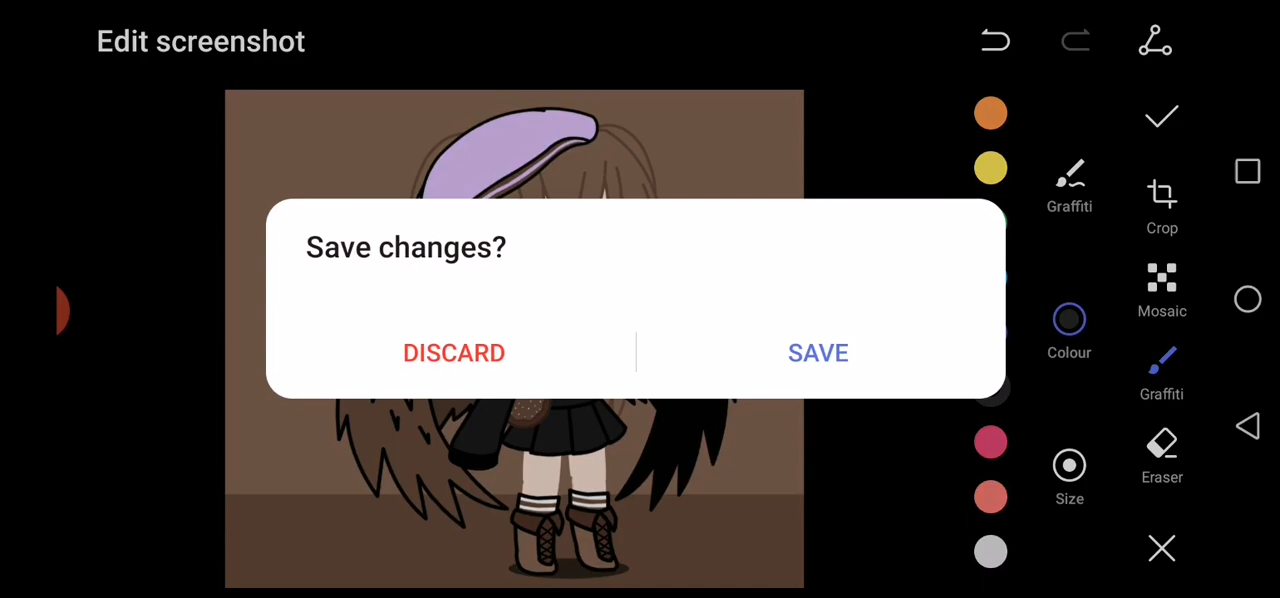 Edit screenshot
Graffiti
Crop
Save changes?
Mosaic
DISCARD
SAVE
Colour
Graffiti
Eraser
Size